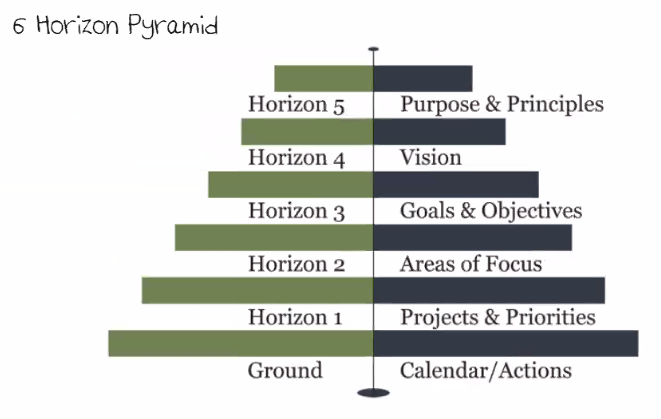 6 Horizon Pyramid
Horizon 5 Purpose & Principles
Horizon 4 Vision
Horizon 3 Goals & Objectives
Horizon 2 Areas of Focus
Horizon 1 Projects & Priorities
Ground Calendar/Actions